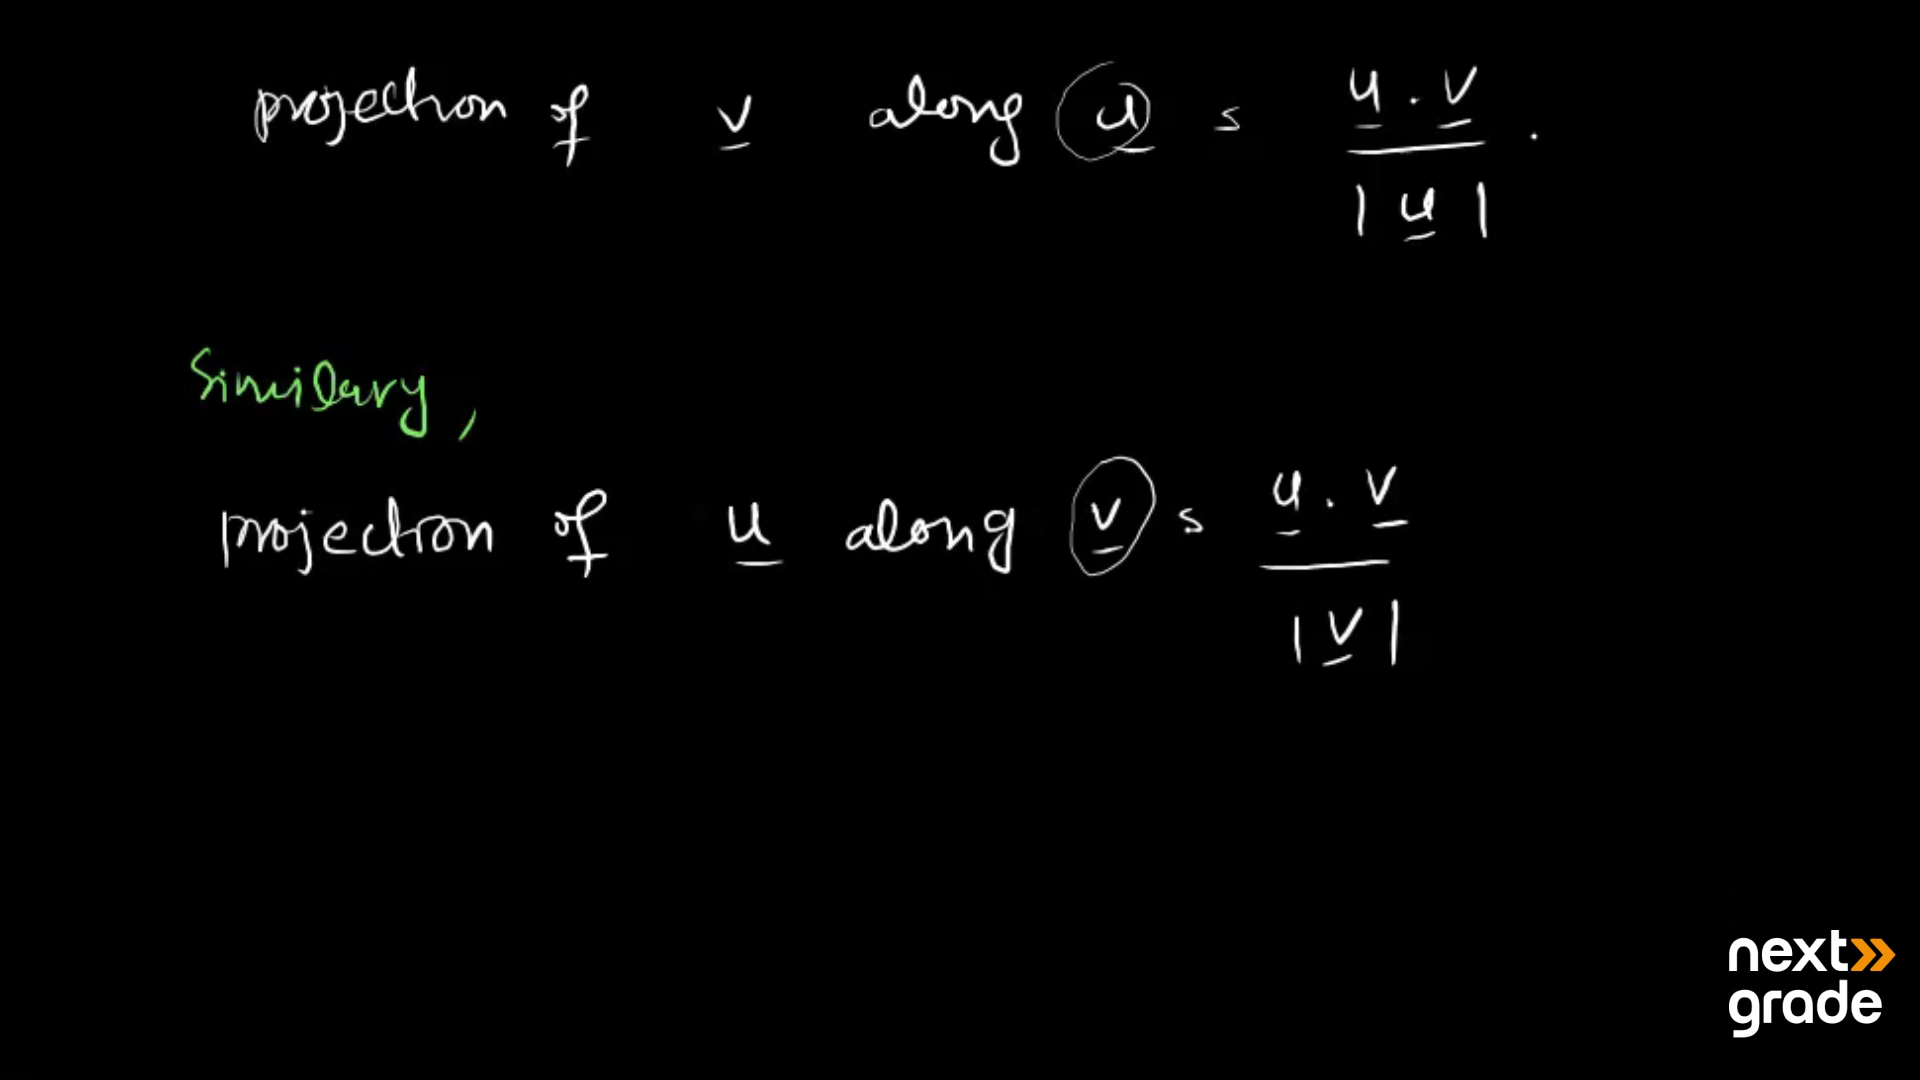 projection of v along u = u . v / |u| .
Similary,
projection of u along v = u . v / |v|
next
grade